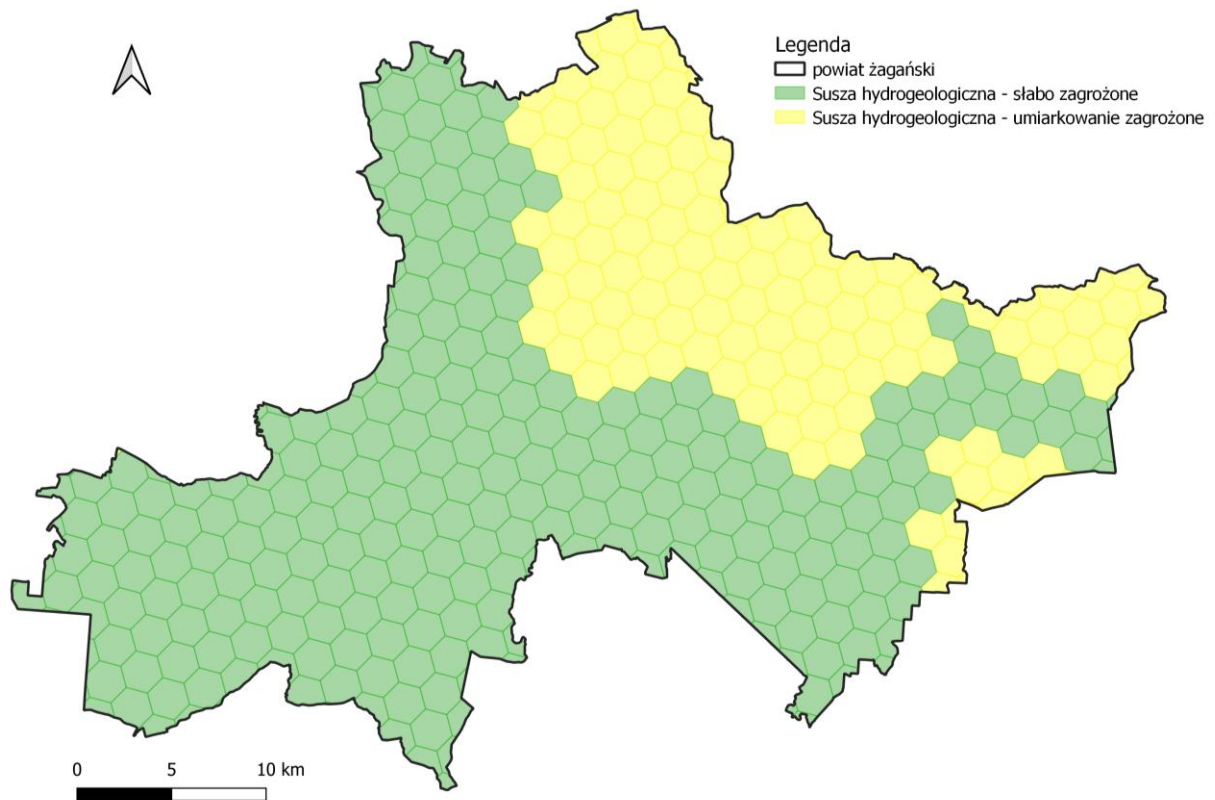 Legenda
powiat żagański
Susza hydrogeologiczna - słabo zagrożone
Susza hydrogeologiczna - umiarkowanie zagrożone
0 5 10 km